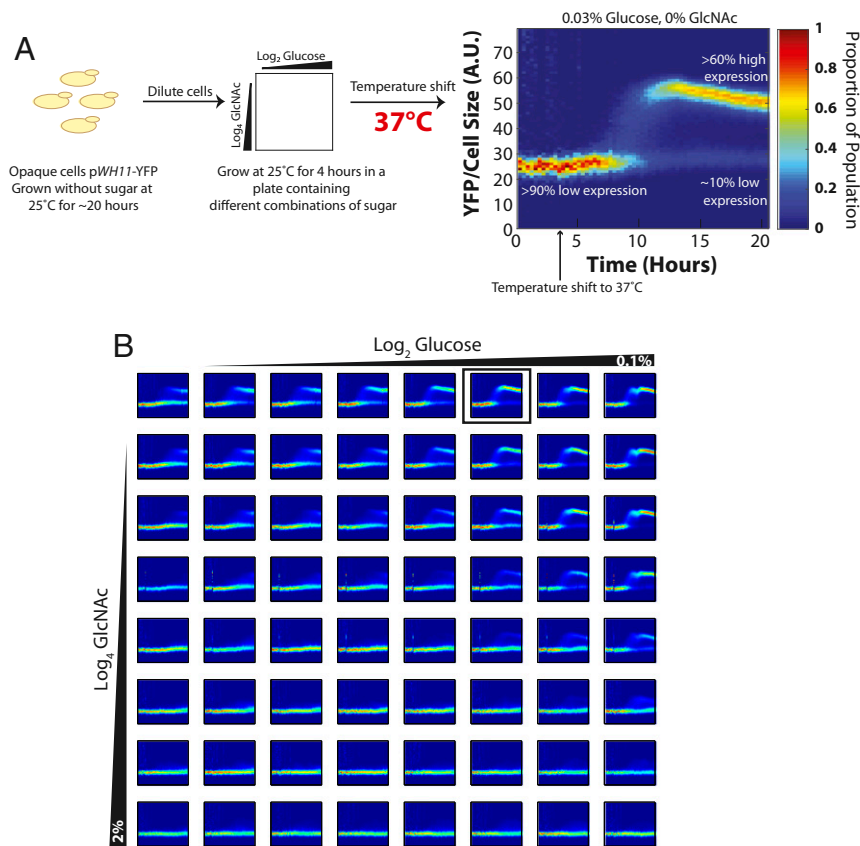 A
Dilute cells
Log₂ Glucose
Log₄ GlcNAc
Temperature shift
37°C
Opaque cells pWH11-YFP
Grown without sugar at
25˚C for ~20 hours
Grow at 25˚C for 4 hours in a
plate containing
different combinations of sugar
0.03% Glucose, 0% GlcNAc
YFP/Cell Size (A.U.)
80
70
60
50
40
30
20
10
0
>60% high
expression
>90% low expression
~10% low
expression
0
5
10
15
20
Time (Hours)
Temperature shift to 37˚C
1
0.8
0.6
0.4
0.2
0
Proportion of Population
B
Log₂ Glucose
0.1%
Log₄ GlcNAc
2%